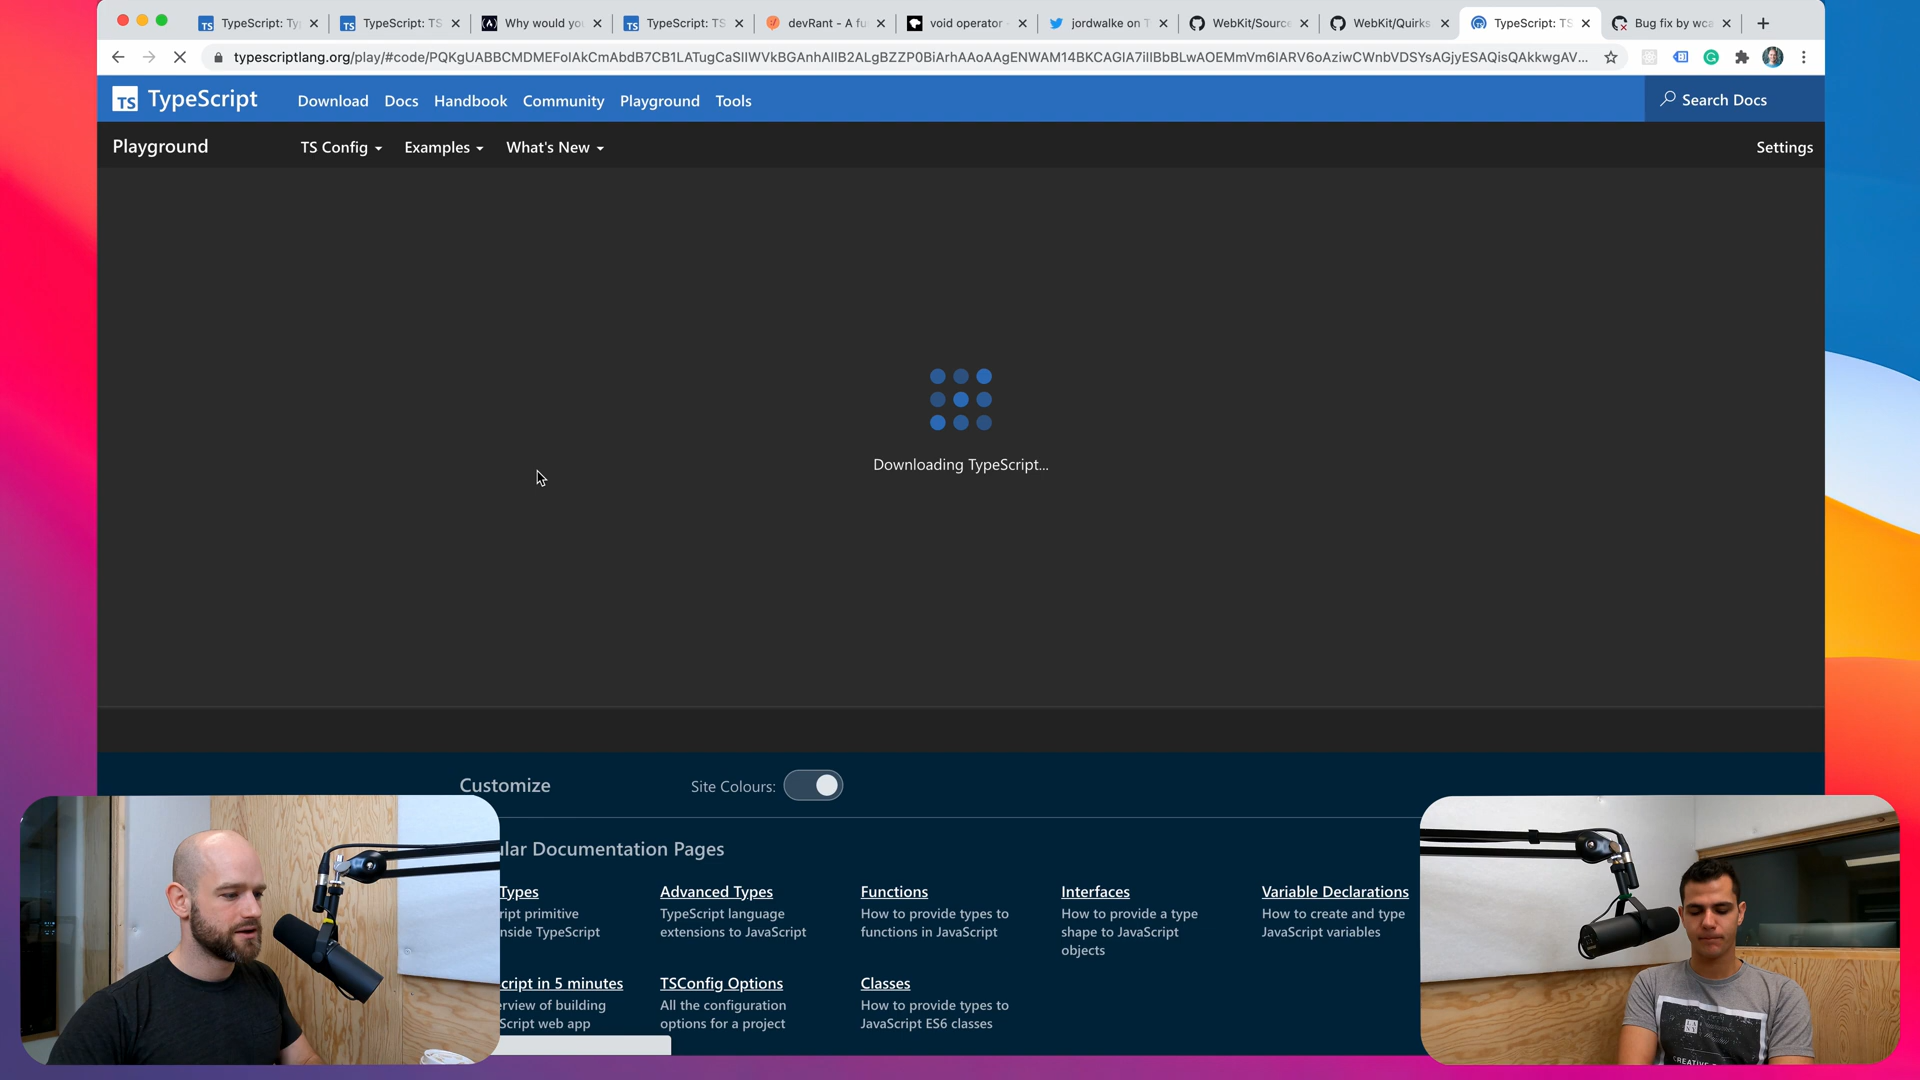 TypeScript: Ty
TypeScript: TS
Why would you
TypeScript: TS
devRant - A fu
void operator -
jordwalke on T
WebKit/Source
WebKit/Quirks
TypeScript: TS
Bug fix by wca
typescriptlang.org/play/#code/
TS TypeScript
Download Docs Handbook Community Playground Tools
Search Docs
Playground
TS Config
Examples
What's New
Settings
Downloading TypeScript...
Customize
Site Colours:
ular Documentation Pages
Types
ript primitive
nside TypeScript
Advanced Types
TypeScript language
extensions to JavaScript
Functions
How to provide types to
functions in JavaScript
Interfaces
How to provide a type
shape to JavaScript
objects
Variable Declarations
How to create and type
JavaScript variables
cript in 5 minutes
erview of building
Script web app
TSConfig Options
All the configuration
options for a project
Classes
How to provide types to
JavaScript ES6 classes